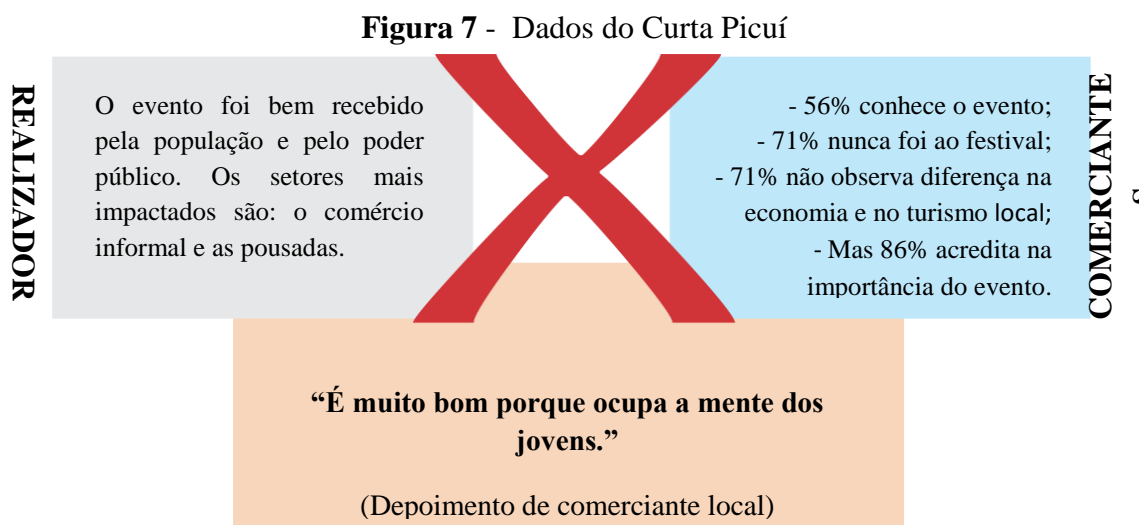 Figura 7 - Dados do Curta Picuí
REALIZADOR
O evento foi bem recebido
pela população e pelo poder
público. Os setores mais
impactados são: o comércio
informal e as pousadas.
- 56% conhece o evento;
- 71% nunca foi ao festival;
- 71% não observa diferença na
economia e no turismo local;
- Mas 86% acredita na
importância do evento.
COMERCIANTE
s
“É muito bom porque ocupa a mente dos
jovens.”
(Depoimento de comerciante local)